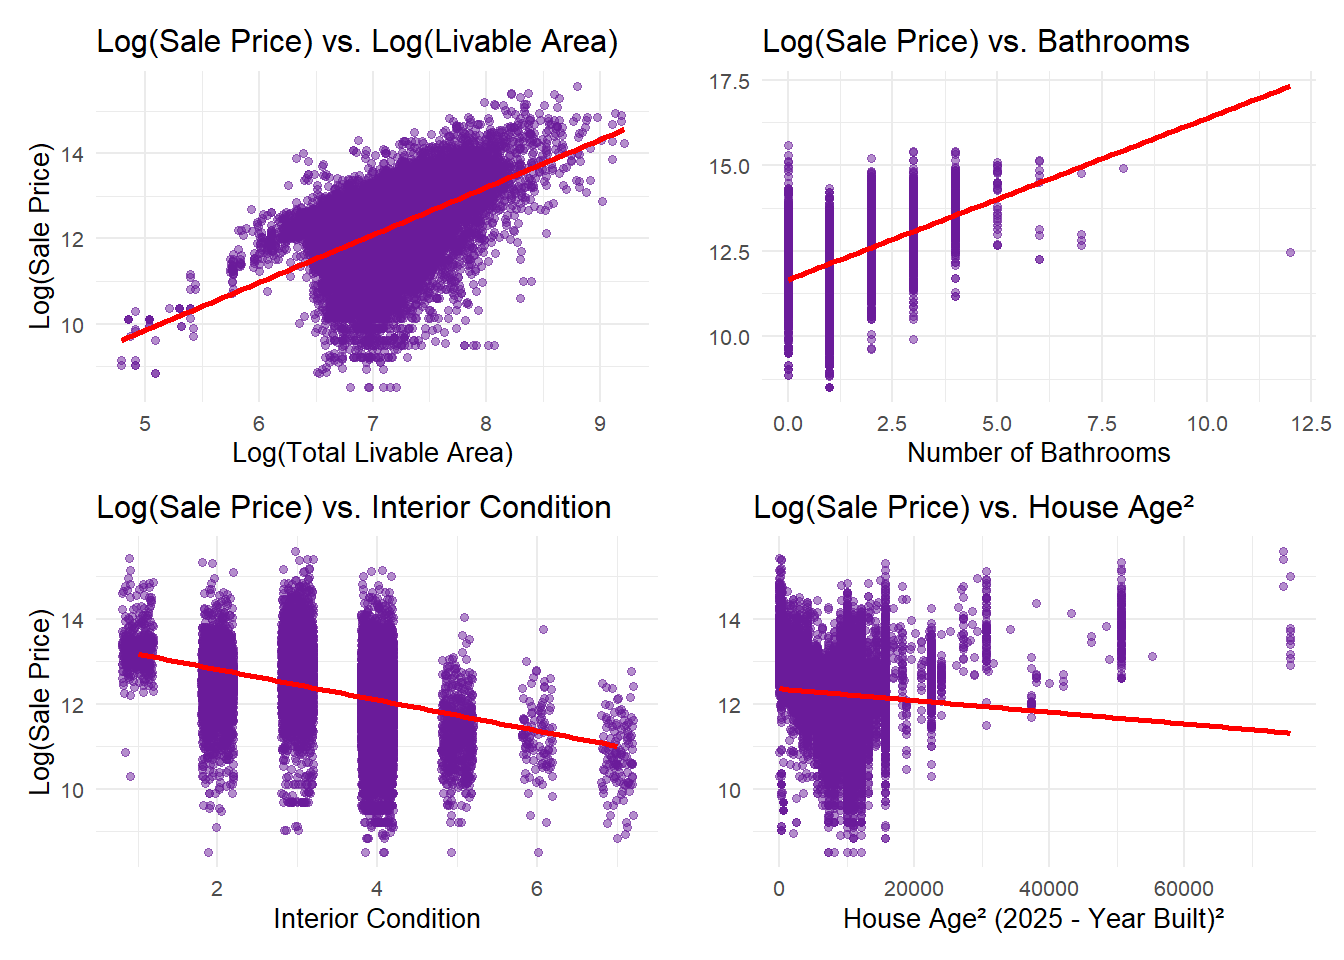 Log(Sale Price) vs. Log(Livable Area)
Log(Sale Price)
14
12
10
5 6 7 8 9
Log(Total Livable Area)
Log(Sale Price) vs. Bathrooms
17.5
15.0
12.5
10.0
0.0 2.5 5.0 7.5 10.0 12.5
Number of Bathrooms
Log(Sale Price) vs. Interior Condition
Log(Sale Price)
14
12
10
2 4 6
Interior Condition
Log(Sale Price) vs. House Age²
14
12
10
0 20000 40000 60000
House Age² (2025 - Year Built)²